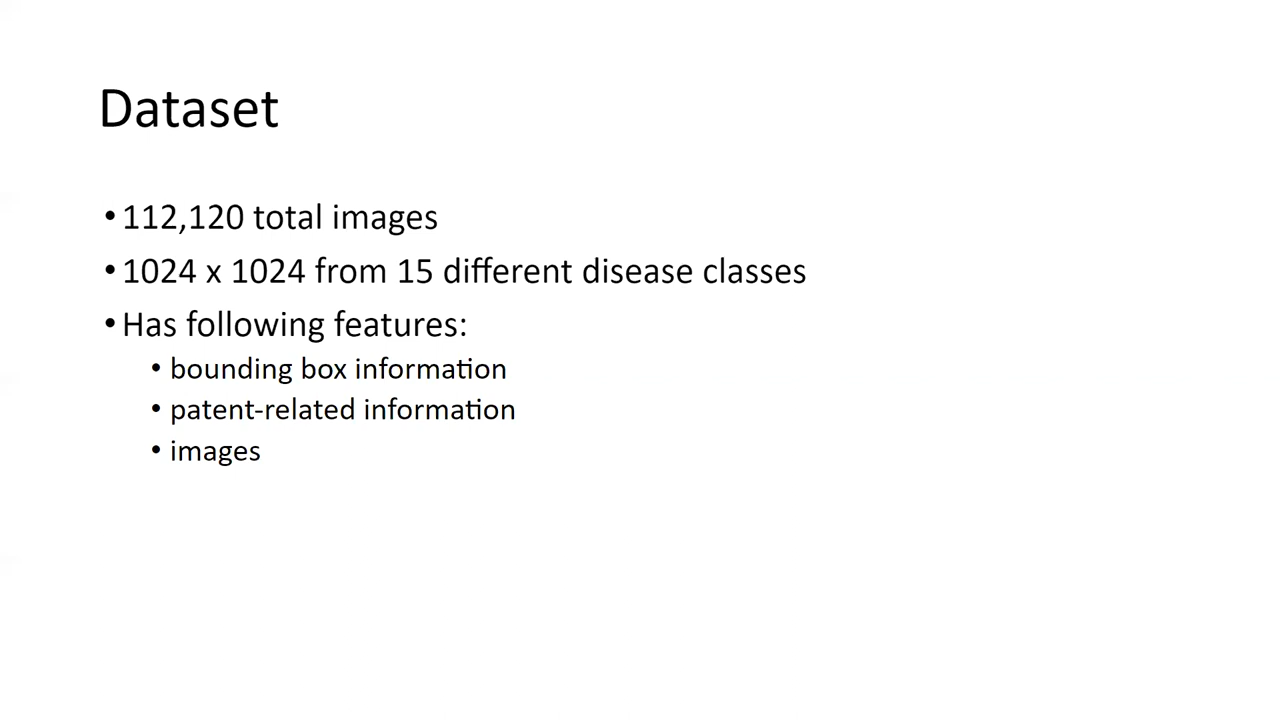 Dataset
•112,120 total images
•1024 x 1024 from 15 different disease classes
•Has following features:
• bounding box information
• patent-related information
• images